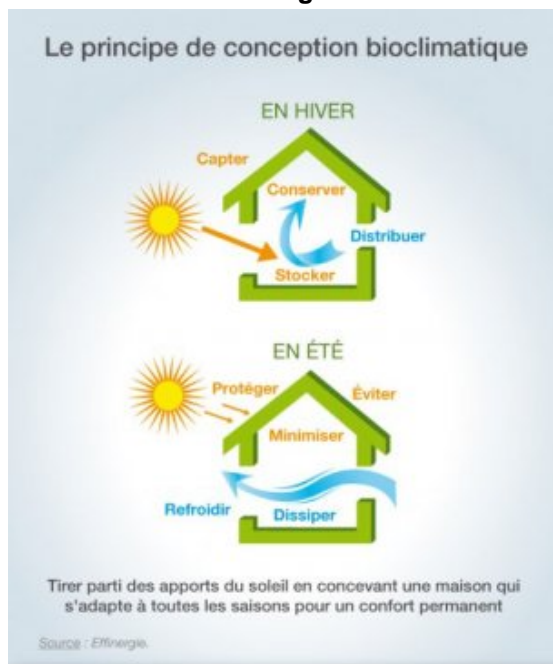 Le principe de conception bioclimatique
EN HIVER
Capter
Conserver
Distribuer
Stocker
EN ÉTÉ
Protéger
Éviter
Minimiser
Refroidir
Dissiper
Tirer parti des apports du soleil en concevant une maison qui
s'adapte à toutes les saisons pour un confort permanent
Source : Effinergie.